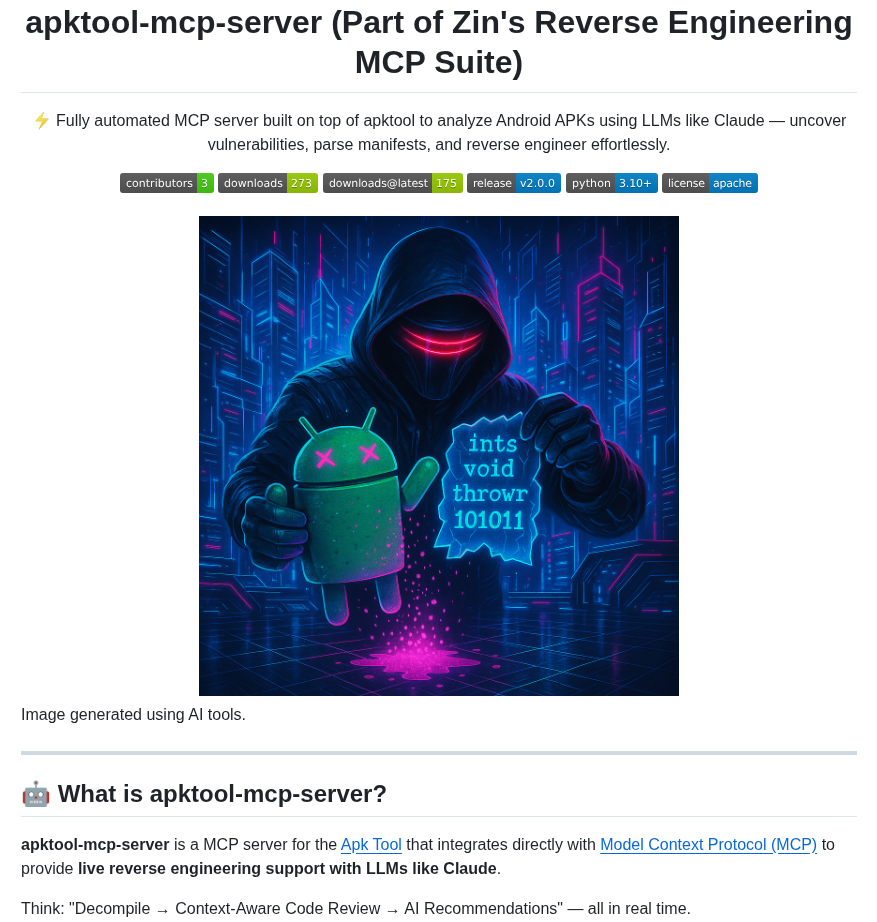 apktool-mcp-server (Part of Zin's Reverse Engineering
MCP Suite)
⚡ Fully automated MCP server built on top of apktool to analyze Android APKs using LLMs like Claude — uncover
vulnerabilities, parse manifests, and reverse engineer effortlessly.
contributors 3 downloads 273 downloads@latest 175 release v2.0.0 python 3.10+ license apache
ints
void
throwr
101011
Image generated using AI tools.
🤖 What is apktool-mcp-server?
apktool-mcp-server is a MCP server for the Apk Tool that integrates directly with Model Context Protocol (MCP) to
provide live reverse engineering support with LLMs like Claude.
Think: "Decompile → Context-Aware Code Review → AI Recommendations" — all in real time.